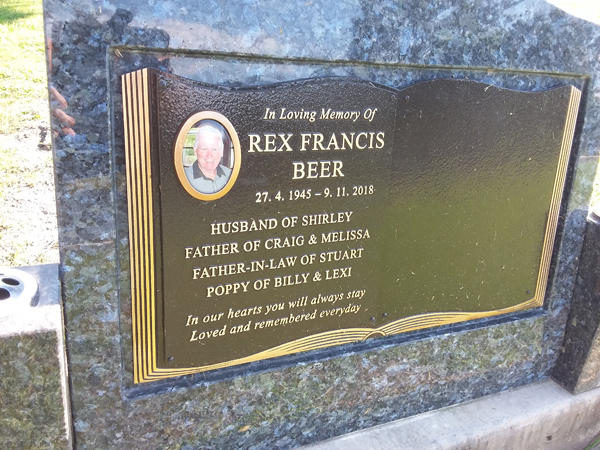 In Loving Memory Of
REX FRANCIS
BEER
27. 4. 1945 – 9. 11. 2018
HUSBAND OF SHIRLEY
FATHER OF CRAIG & MELISSA
FATHER-IN-LAW OF STUART
POPPY OF BILLY & LEXI
In our hearts you will always stay
Loved and remembered everyday